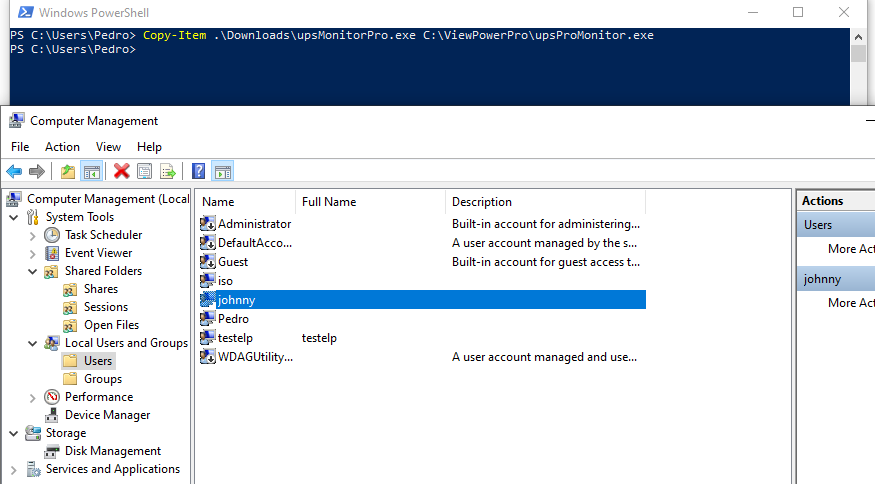 Windows PowerShell
PS C:\Users\Pedro> Copy-Item .\Downloads\upsMonitorPro.exe C:\ViewPowerPro\upsProMonitor.exe
PS C:\Users\Pedro>
Computer Management
File Action View Help
Computer Management (Local
System Tools
Task Scheduler
Event Viewer
Shared Folders
Shares
Sessions
Open Files
Local Users and Groups
Users
Groups
Performance
Device Manager
Storage
Disk Management
Services and Applications
Name Full Name Description
Administrator Built-in account for administering...
DefaultAcco... A user account managed by the s...
Guest Built-in account for guest access t...
iso
johnny
Pedro
testelp testelp
WDAGUtility... A user account managed and use...
Actions
Users
More Act
johnny
More Act